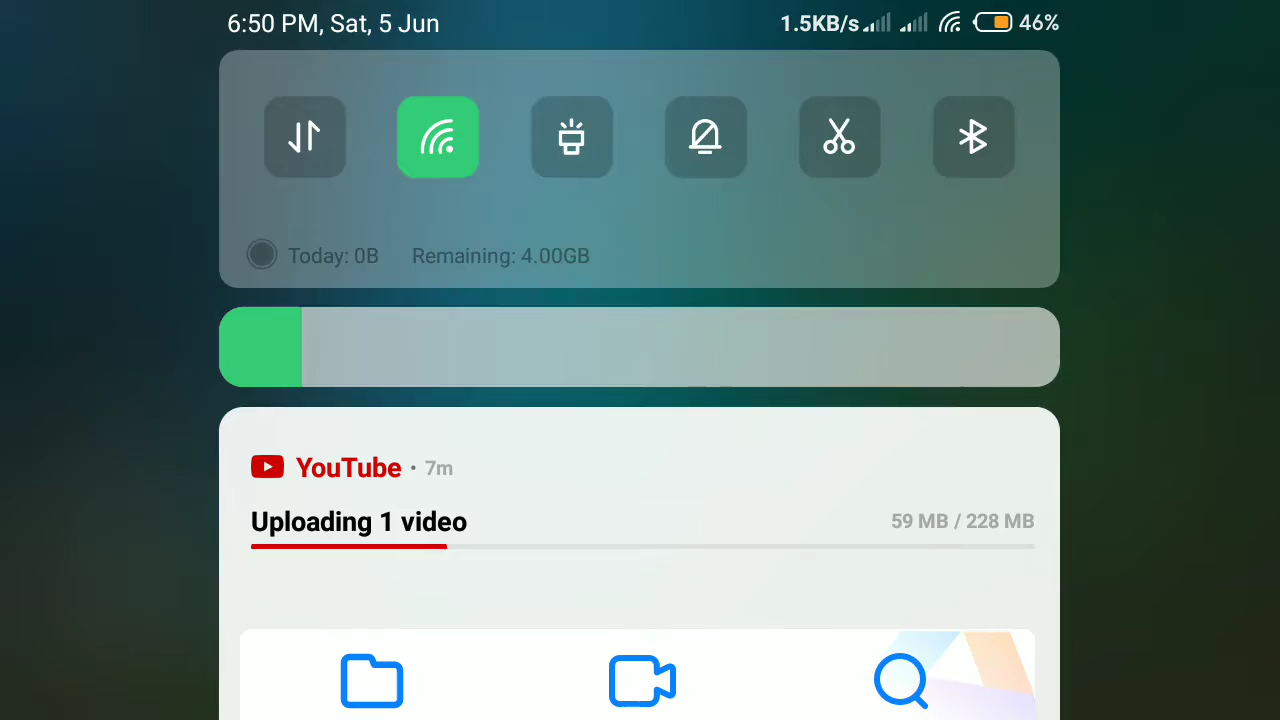 6:50 PM, Sat, 5 Jun 1.5KB/s 46%
Today: 0B Remaining: 4.00GB
YouTube • 7m
Uploading 1 video 59 MB / 228 MB